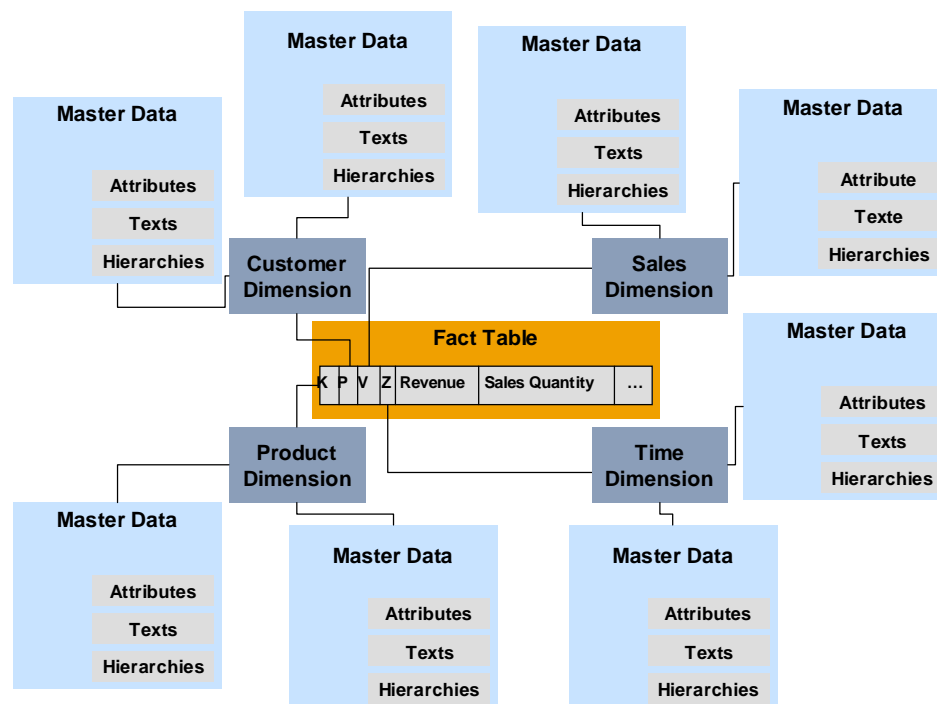 Master Data
Attributes
Texts
Hierarchies
Master Data
Attributes
Texts
Hierarchies
Master Data
Attributes
Texts
Hierarchies
Master Data
Attribute
Texte
Hierarchies
Customer
Dimension
Sales
Dimension
Fact Table
K P V Z Revenue Sales Quantity ...
Product
Dimension
Time
Dimension
Master Data
Attributes
Texts
Hierarchies
Master Data
Attributes
Texts
Hierarchies
Master Data
Attributes
Texts
Hierarchies
Master Data
Attributes
Texts
Hierarchies